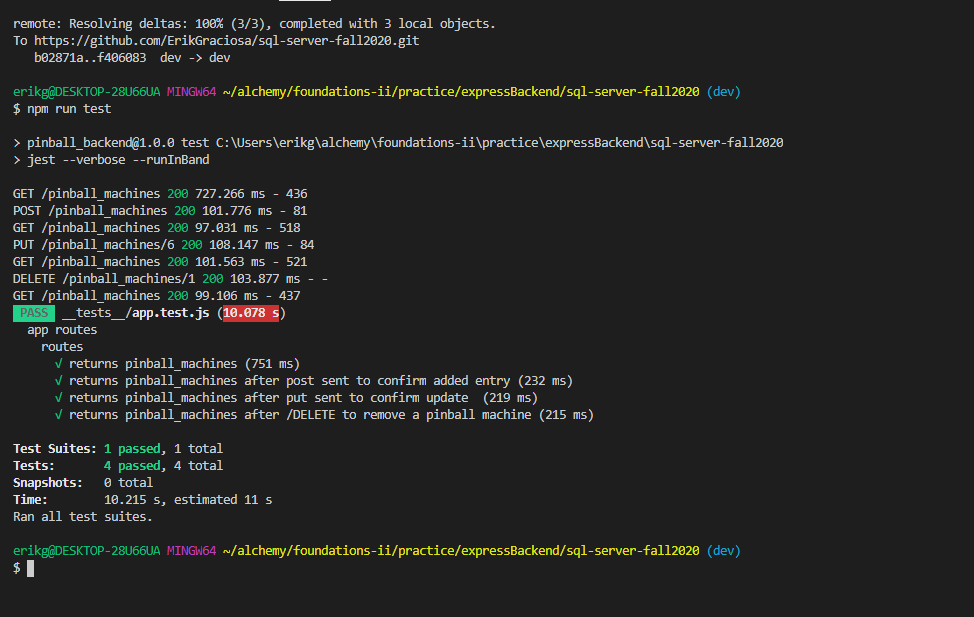 remote: Resolving deltas: 100% (3/3), completed with 3 local objects.
To https://github.com/ErikGraciosa/sql-server-fall2020.git
   b02871a..f406083  dev -> dev
erikg@DESKTOP-28U66UA MINGW64 ~/alchemy/foundations-ii/practice/expressBackend/sql-server-fall2020 (dev)
$ npm run test
> pinball_backend@1.0.0 test C:\Users\erikg\alchemy\foundations-ii\practice\expressBackend\sql-server-fall2020
> jest --verbose --runInBand
GET /pinball_machines 200 727.266 ms - 436
POST /pinball_machines 200 101.776 ms - 81
GET /pinball_machines 200 97.031 ms - 518
PUT /pinball_machines/6 200 108.147 ms - 84
GET /pinball_machines 200 101.563 ms - 521
DELETE /pinball_machines/1 200 103.877 ms - -
GET /pinball_machines 200 99.106 ms - 437
PASS __tests__/app.test.js (10.078 s)
  app routes
    routes
      √ returns pinball_machines (751 ms)
      √ returns pinball_machines after post sent to confirm added entry (232 ms)
      √ returns pinball_machines after put sent to confirm update  (219 ms)
      √ returns pinball_machines after /DELETE to remove a pinball machine (215 ms)
Test Suites: 1 passed, 1 total
Tests:       4 passed, 4 total
Snapshots:   0 total
Time:        10.215 s, estimated 11 s
Ran all test suites.
erikg@DESKTOP-28U66UA MINGW64 ~/alchemy/foundations-ii/practice/expressBackend/sql-server-fall2020 (dev)
$